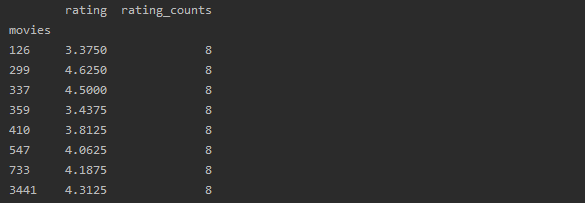 rating rating_counts
movies
126 3.3750 8
299 4.6250 8
337 4.5000 8
359 3.4375 8
410 3.8125 8
547 4.0625 8
733 4.1875 8
3441 4.3125 8